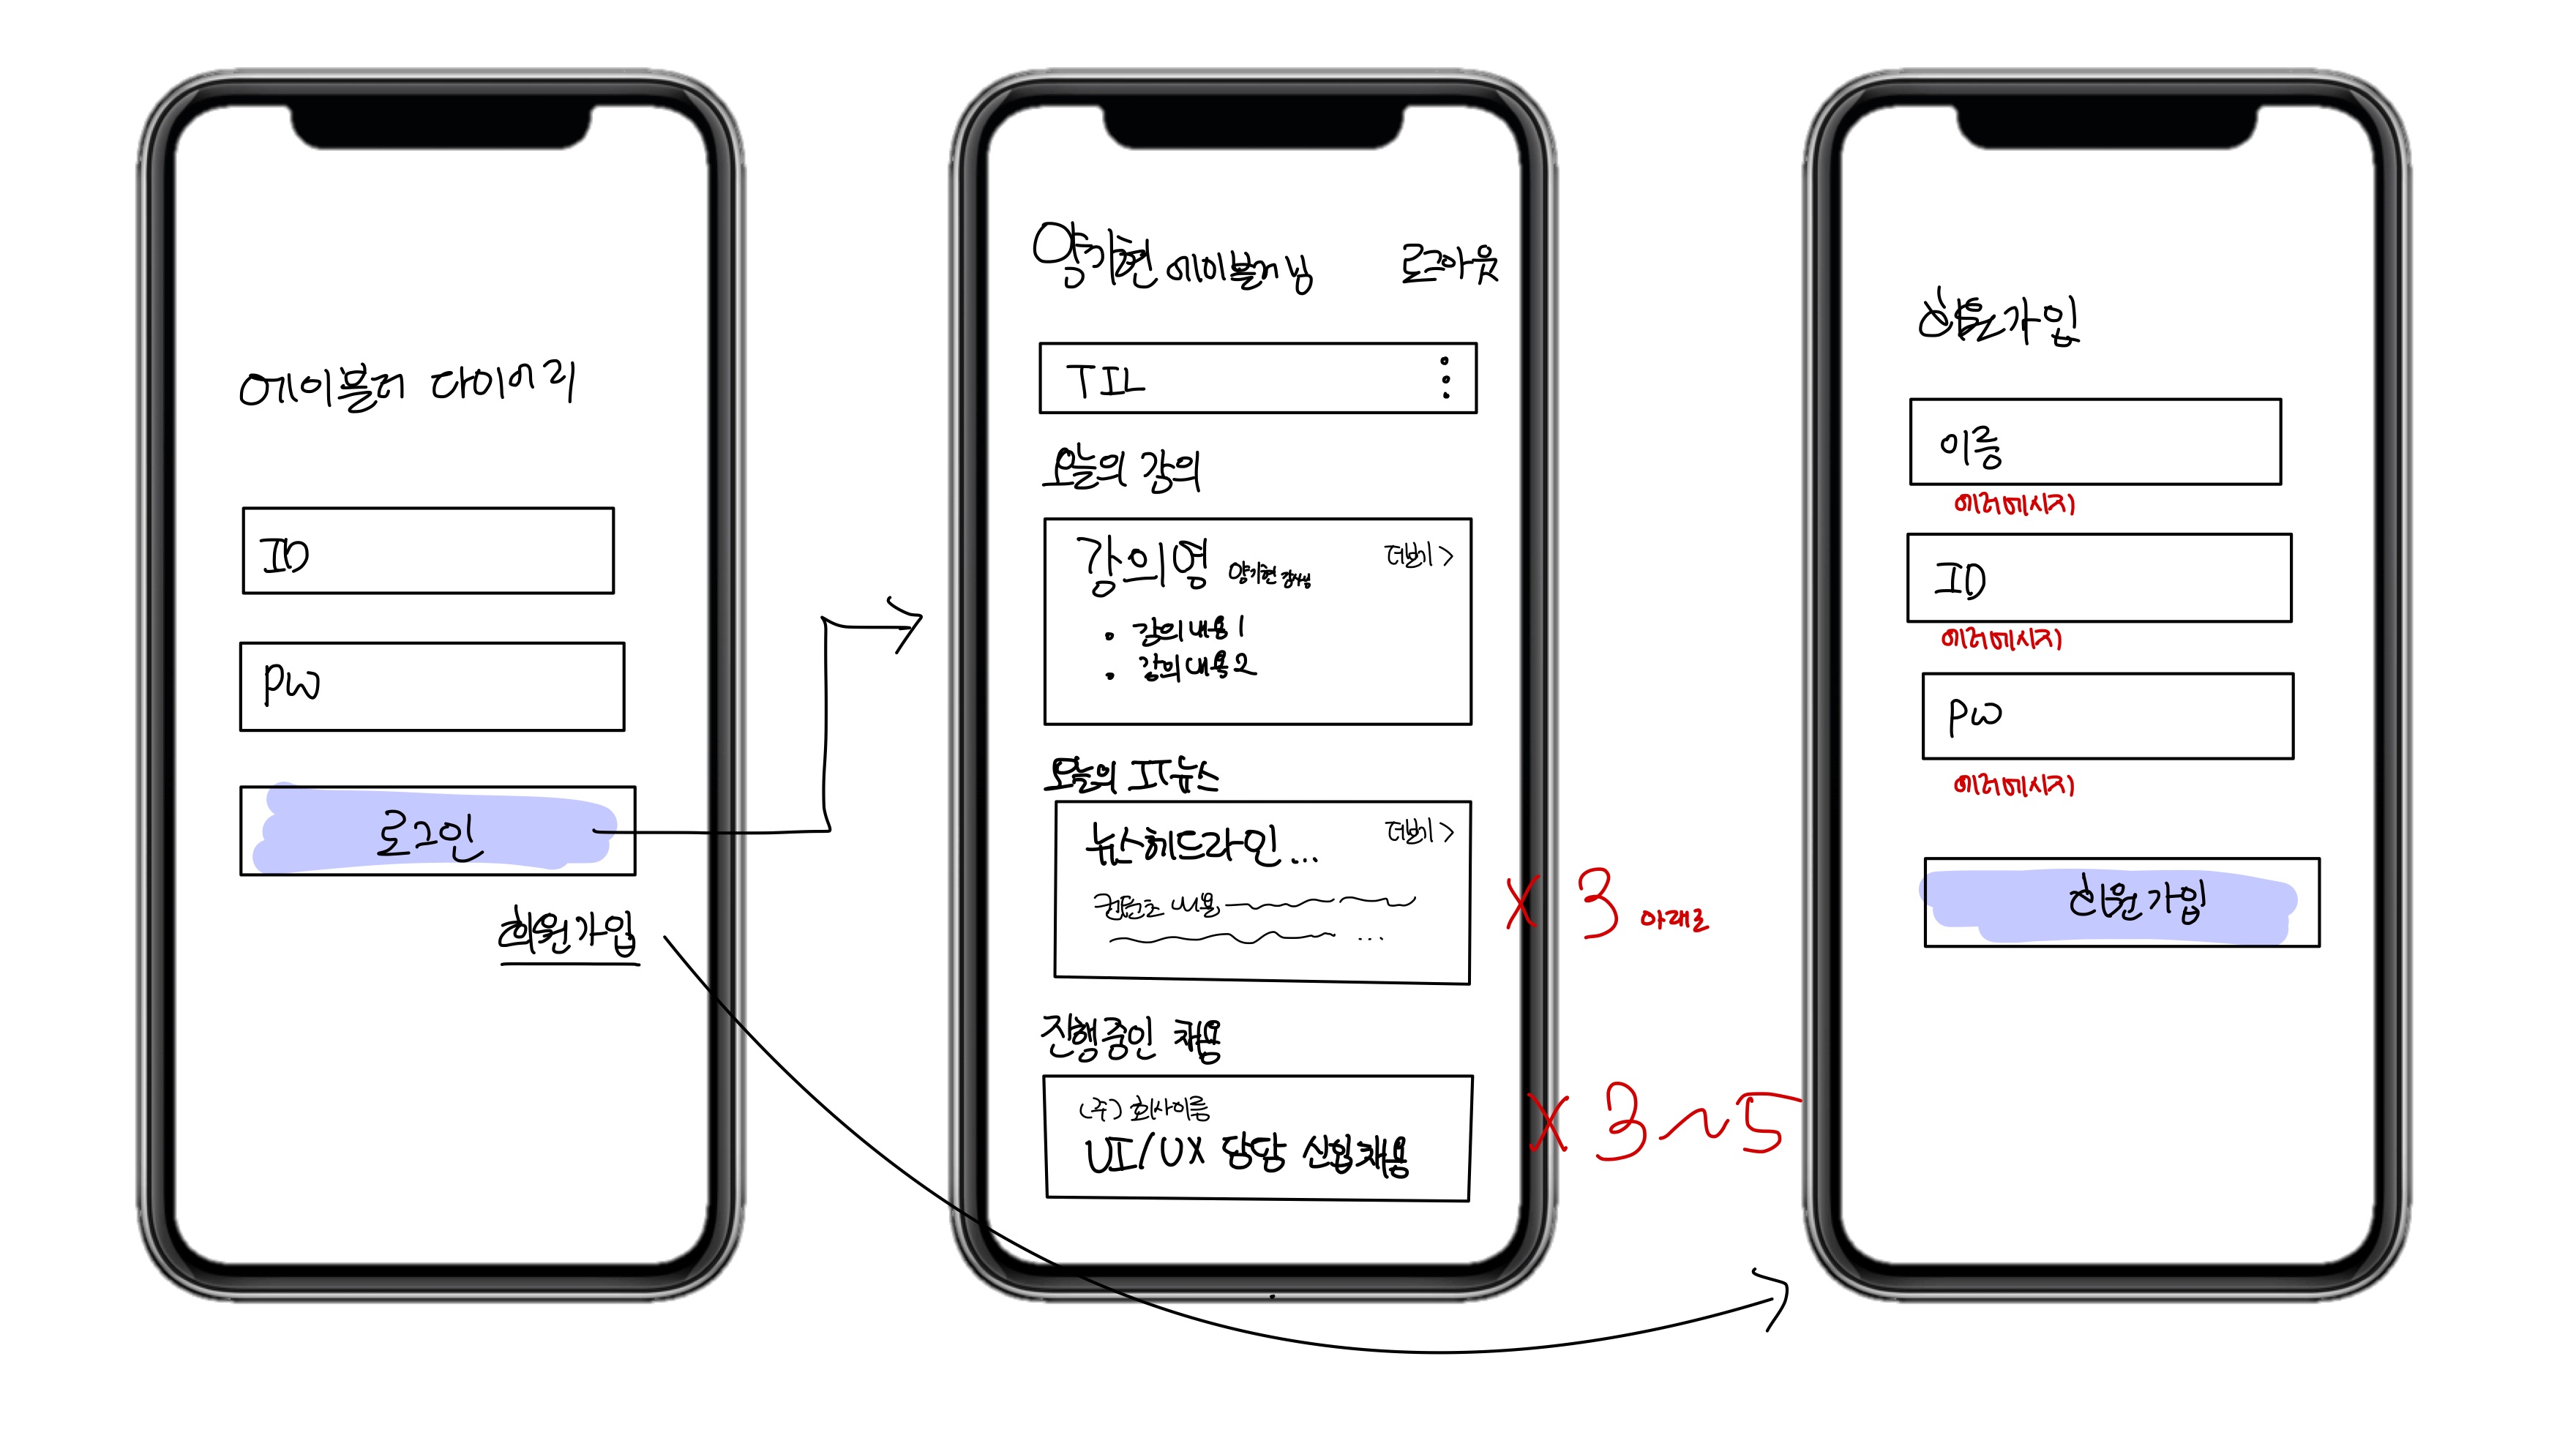 에이블러 다이어리
ID
PW
로그인
회원가입
양기현 에이블러님 로그아웃
TIL
오늘의 강의
강의명 양기현 강사님 더보기 >
• 강의내용1
• 강의내용2
오늘의 IT뉴스
뉴스헤드라인... 더보기 >
컨텐츠 내용
...
x 3 아래로
진행중인 채용
(주) 회사이름
UI/UX 담당 신입채용
x 3~5
회원가입
이름
에러메시지
ID
에러메시지
PW
에러메시지
회원가입